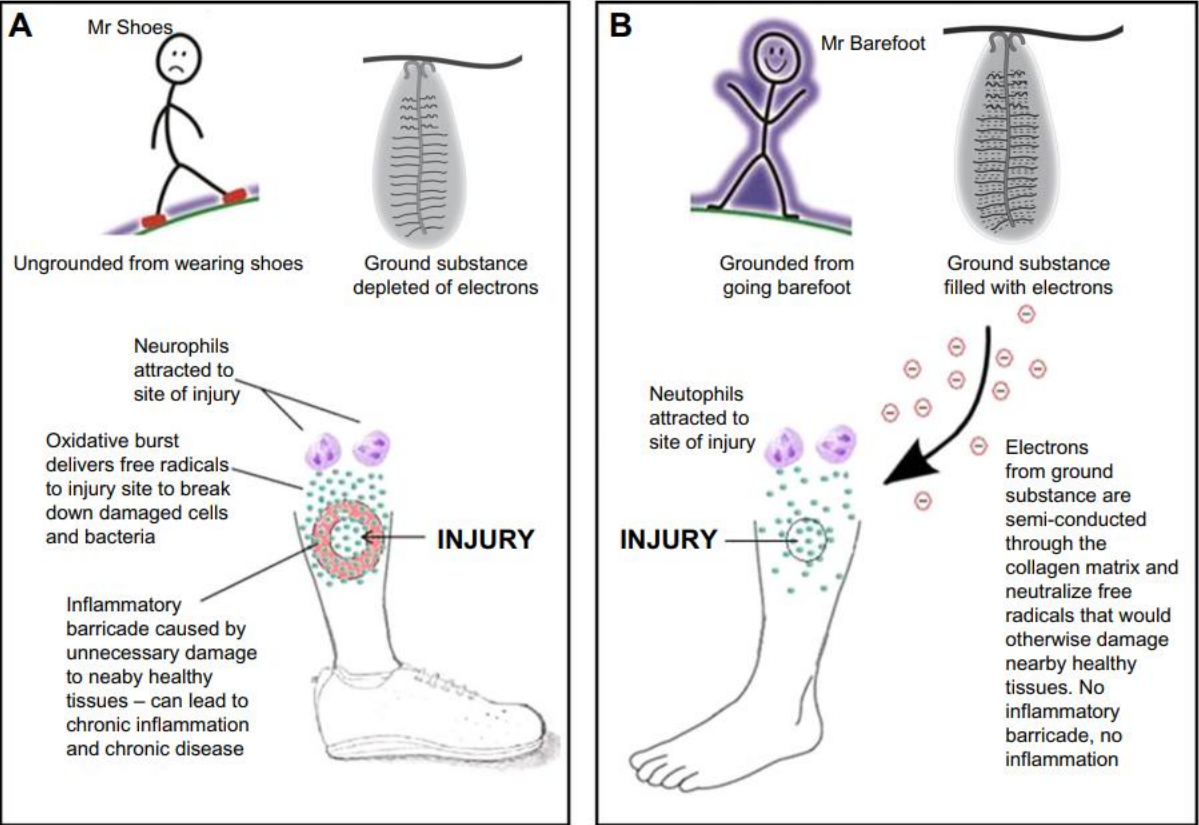 A
Mr Shoes
Ungrounded from wearing shoes
Ground substance
depleted of electrons
Neurophils
attracted to
site of injury
Oxidative burst
delivers free radicals
to injury site to break
down damaged cells
and bacteria
INJURY
Inflammatory
barricade caused by
unnecessary damage
to neaby healthy
tissues – can lead to
chronic inflammation
and chronic disease
B
Mr Barefoot
Grounded from
going barefoot
Ground substance
filled with electrons
Neutophils
attracted to
site of injury
INJURY
Electrons
from ground
substance are
semi-conducted
through the
collagen matrix and
neutralize free
radicals that would
otherwise damage
nearby healthy
tissues. No
inflammatory
barricade, no
inflammation